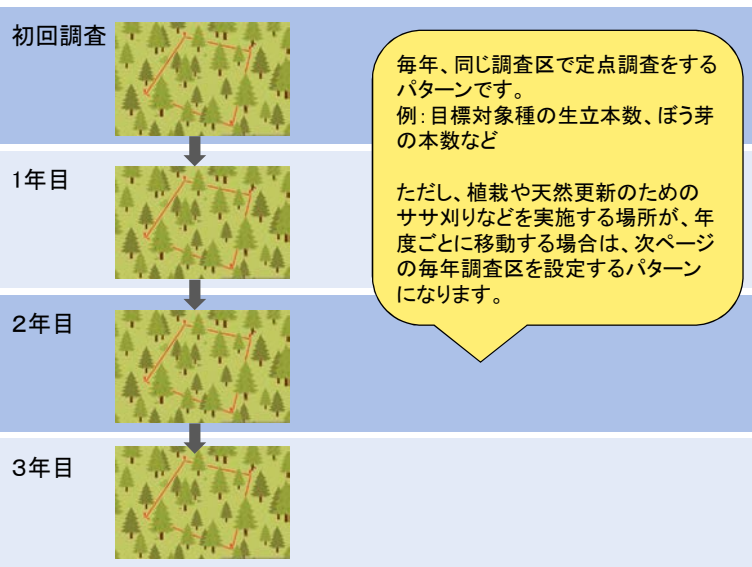 初回調査
毎年、同じ調査区で定点調査をする
パターンです。
例：目標対象種の生立本数、ぼう芽
の本数など
ただし、植栽や天然更新のための
ササ刈りなどを実施する場所が、年
度ごとに移動する場合は、次ページ
の毎年調査区を設定するパターン
になります。
1年目
2年目
3年目